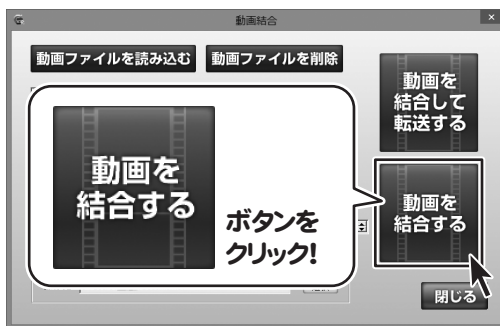 動画結合
×
動画ファイルを読み込む
動画ファイルを削除
動画を
結合して
転送する
動画を
結合する
ボタンを
クリック!
動画を
結合する
閉じる